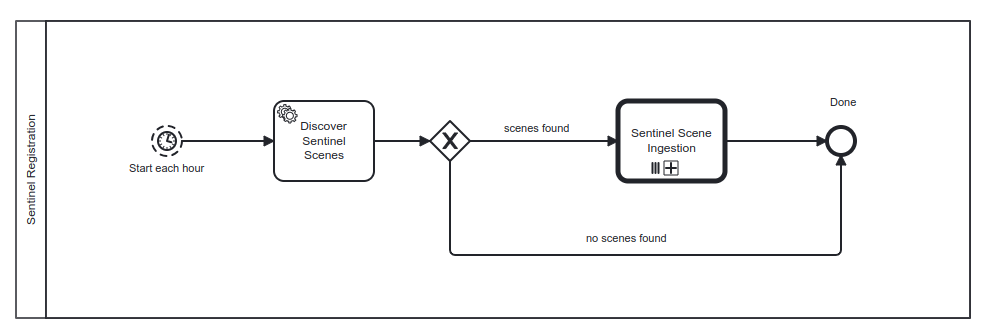 Sentinel Registration
Start each hour
Discover
Sentinel
Scenes
scenes found
Sentinel Scene
Ingestion
Done
no scenes found